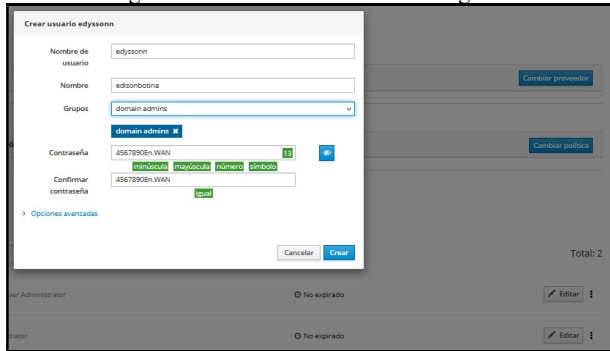 Crear usuario edyssonn
Nombre de usuario
edyssonn
Nombre
edisonbotina
Grupos
domain admins
domain admins ×
Contraseña
4567890En.WAN
13
minúscula mayúscula número símbolo
Confirmar contraseña
4567890En.WAN
igual
> Opciones avanzadas
Cancelar
Crear
Cambiar proveedor
Cambiar política
Total: 2
ver Administrator
No expirado
Editar
No expirado
Editar